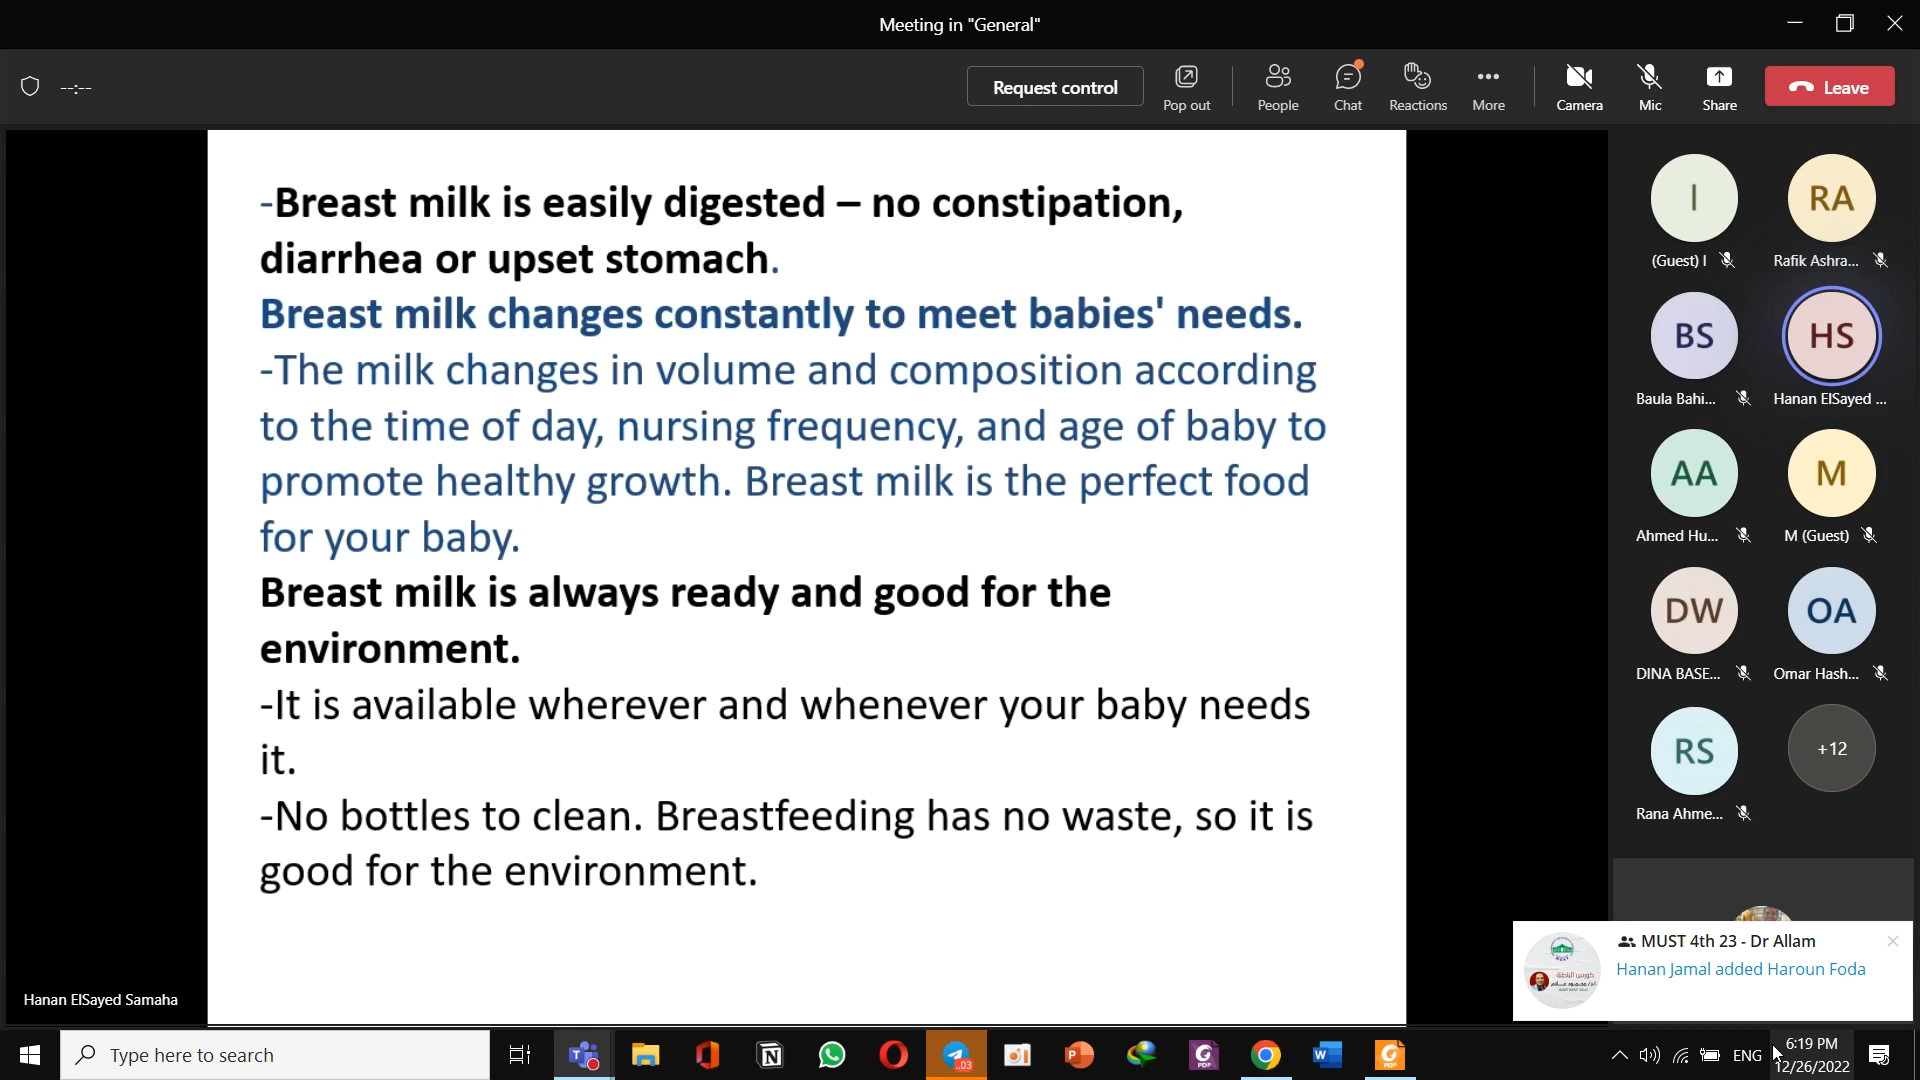 Meeting in "General"
--:--
Request control
Pop out
People
Chat
Reactions
More
Camera
Mic
Share
Leave
-Breast milk is easily digested – no constipation,
diarrhea or upset stomach.
Breast milk changes constantly to meet babies' needs.
-The milk changes in volume and composition according
to the time of day, nursing frequency, and age of baby to
promote healthy growth. Breast milk is the perfect food
for your baby.
Breast milk is always ready and good for the
environment.
-It is available wherever and whenever your baby needs
it.
-No bottles to clean. Breastfeeding has no waste, so it is
good for the environment.
Hanan ElSayed Samaha
I
RA
(Guest) I
Rafik Ashra...
BS
HS
Baula Bahi...
Hanan ElSayed ...
AA
M
Ahmed Hu...
M (Guest)
DW
OA
DINA BASE...
Omar Hash...
RS
+12
Rana Ahme...
MUST 4th 23 - Dr Allam
Hanan Jamal added Haroun Foda
كورس الباطنة
Type here to search
..03
ENG
6:19 PM
12/26/2022